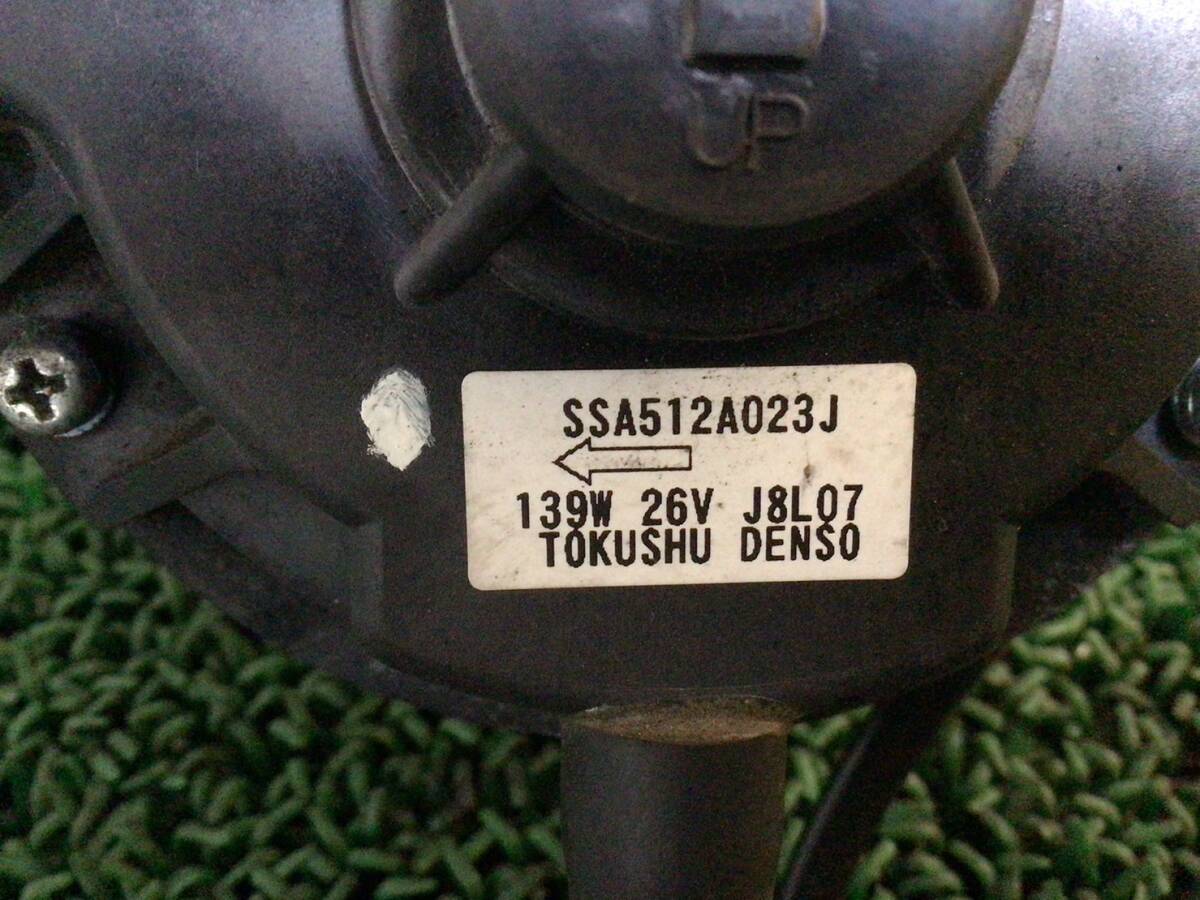 UP
SSA512A023J
139W 26V J8L07
TOKUSHU DENSO